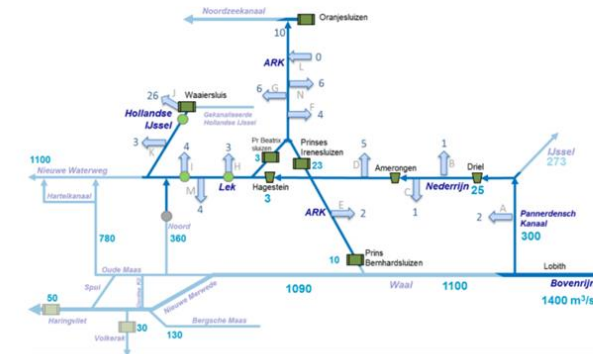 Noordzeekanaal
Oranjesluizen
10
0
ARK
L
6
6
G
N
F
4
26
J
Waaiersluis
Hollandse
IJssel
Gekanaliseerde
Hollandse IJssel
3
K
4
I
3
H
Pr Beatrix
sluizen
3
Prinses
Irenesluizen
23
5
D
Amerongen
1
B
Driel
IJssel
273
1100
Nieuwe Waterweg
Hartelkanaal
M
4
Lek
Hagestein
3
C
1
Nederrijn
25
ARK
E
2
2
A
Pannerdensch
Kanaal
300
Noord
780
360
10
Prins
Bernhardsluizen
Oude Maas
Lobith
Spui
Nieuwe Merwede
1090
Waal
1100
Bovenrijn
1400 m³/s
50
Haringvliet
30
Volkerak
130
Bergsche Maas